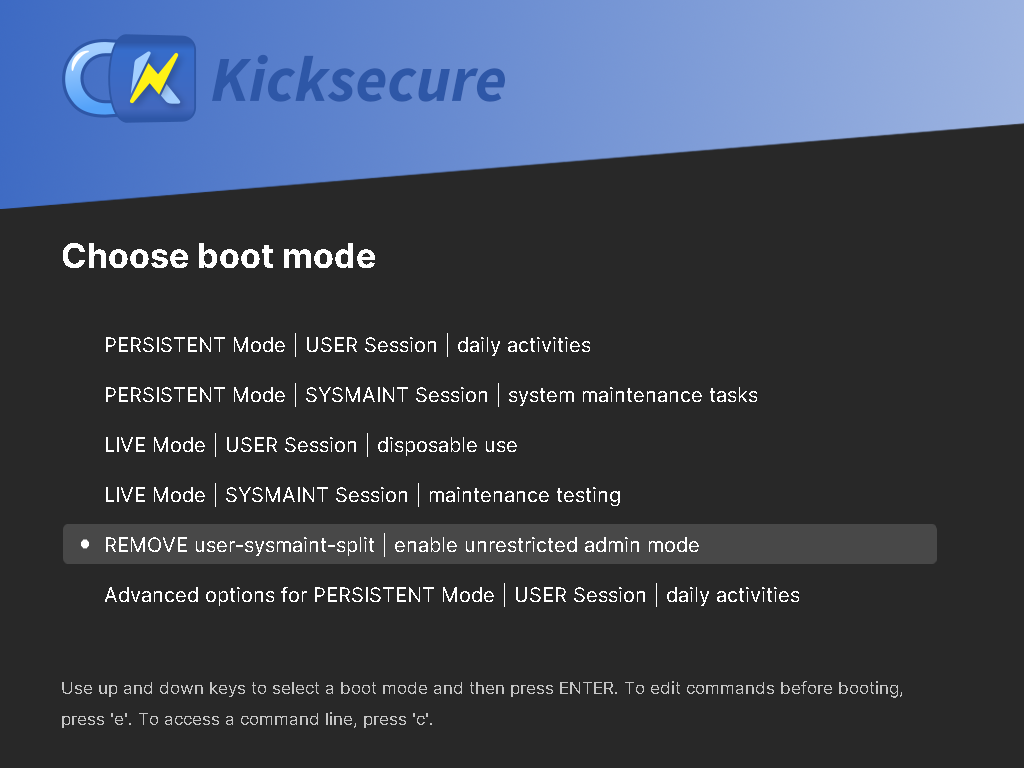 Kicksecure
Choose boot mode
PERSISTENT Mode | USER Session | daily activities
PERSISTENT Mode | SYSMAINT Session | system maintenance tasks
LIVE Mode | USER Session | disposable use
LIVE Mode | SYSMAINT Session | maintenance testing
REMOVE user-sysmaint-split | enable unrestricted admin mode
Advanced options for PERSISTENT Mode | USER Session | daily activities
Use up and down keys to select a boot mode and then press ENTER. To edit commands before booting,
press 'e'. To access a command line, press 'c'.